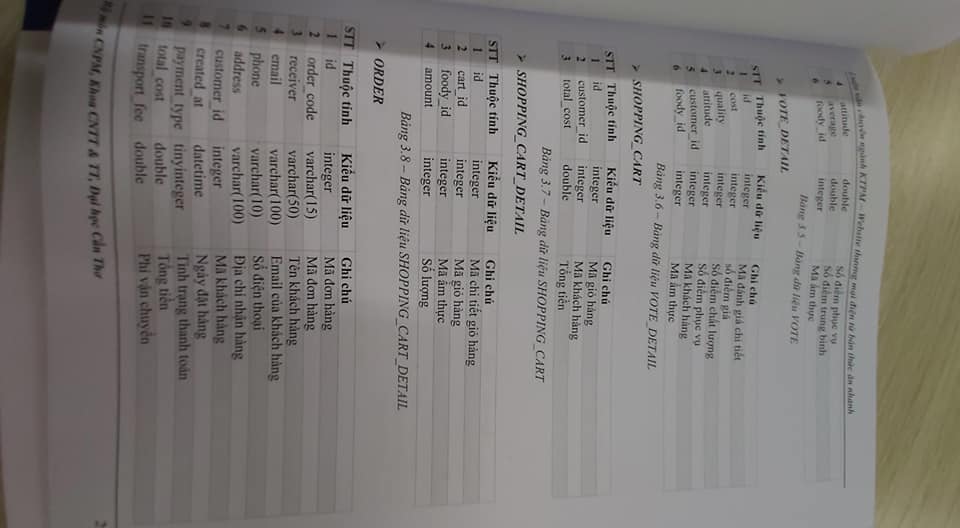 Luận văn chuyên ngành KTPM – Website thương mại điện tử bán thức ăn nhanh
4 attitude double Số điểm phục vụ
5 average double Số điểm trung bình
6 foody_id integer Mã ẩm thực
Bảng 3.5 – Bảng dữ liệu VOTE
➢ VOTE_DETAIL
STT Thuộc tính Kiểu dữ liệu Ghi chú
1 id integer Mã đánh giá chi tiết
2 cost integer số điểm giá
3 quality integer Số điểm chất lượng
4 attitude integer Số điểm phục vụ
5 customer_id integer Mã khách hàng
6 foody_id integer Mã ẩm thực
Bảng 3.6 – Bảng dữ liệu VOTE_DETAIL
➢ SHOPPING_CART
STT Thuộc tính Kiểu dữ liệu Ghi chú
1 id integer Mã giỏ hàng
2 customer_id integer Mã khách hàng
3 total_cost double Tổng tiền
Bảng 3.7 – Bảng dữ liệu SHOPPING_CART
➢ SHOPPING_CART_DETAIL
STT Thuộc tính Kiểu dữ liệu Ghi chú
1 id integer Mã chi tiết giỏ hàng
2 cart_id integer Mã giỏ hàng
3 foody_id integer Mã ẩm thực
4 amount integer Số lượng
Bảng 3.8 – Bảng dữ liệu SHOPPING_CART_DETAIL
➢ ORDER
STT Thuộc tính Kiểu dữ liệu Ghi chú
1 id integer Mã đơn hàng
2 order_code varchar(15) Mã đơn hàng
3 receiver varchar(50) Tên khách hàng
4 email varchar(100) Email của khách hàng
5 phone varchar(10) Số điện thoại
6 address varchar(100) Địa chỉ nhận hàng
7 customer_id integer Mã khách hàng
8 created_at datetime Ngày đặt hàng
9 payment_type tinyinteger Tình trạng thanh toán
10 total_cost double Tổng tiền
11 transport_fee double Phí vận chuyển
Bộ môn CNPM, Khoa CNTT & TT, Đại học Cần Thơ